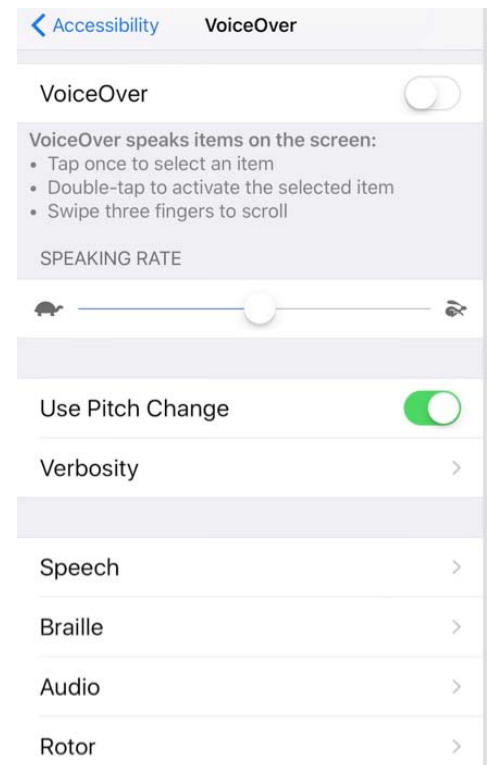 Accessibility VoiceOver
VoiceOver
VoiceOver speaks items on the screen:
• Tap once to select an item
• Double-tap to activate the selected item
• Swipe three fingers to scroll
SPEAKING RATE
Use Pitch Change
Verbosity
Speech
Braille
Audio
Rotor